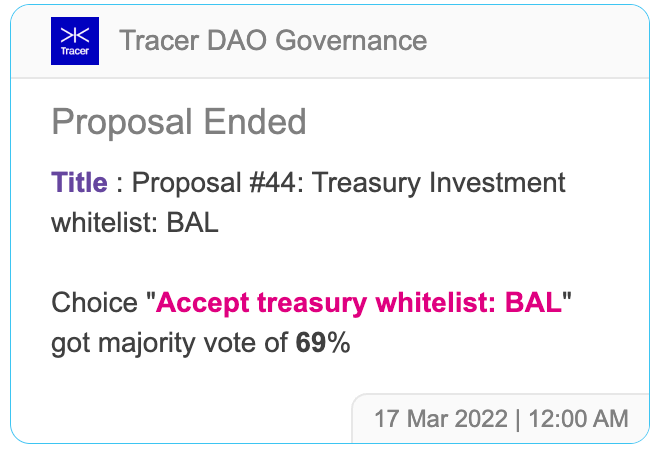 Tracer
Tracer DAO Governance
Proposal Ended
Title : Proposal #44: Treasury Investment
whitelist: BAL
Choice "Accept treasury whitelist: BAL"
got majority vote of 69%
17 Mar 2022 | 12:00 AM